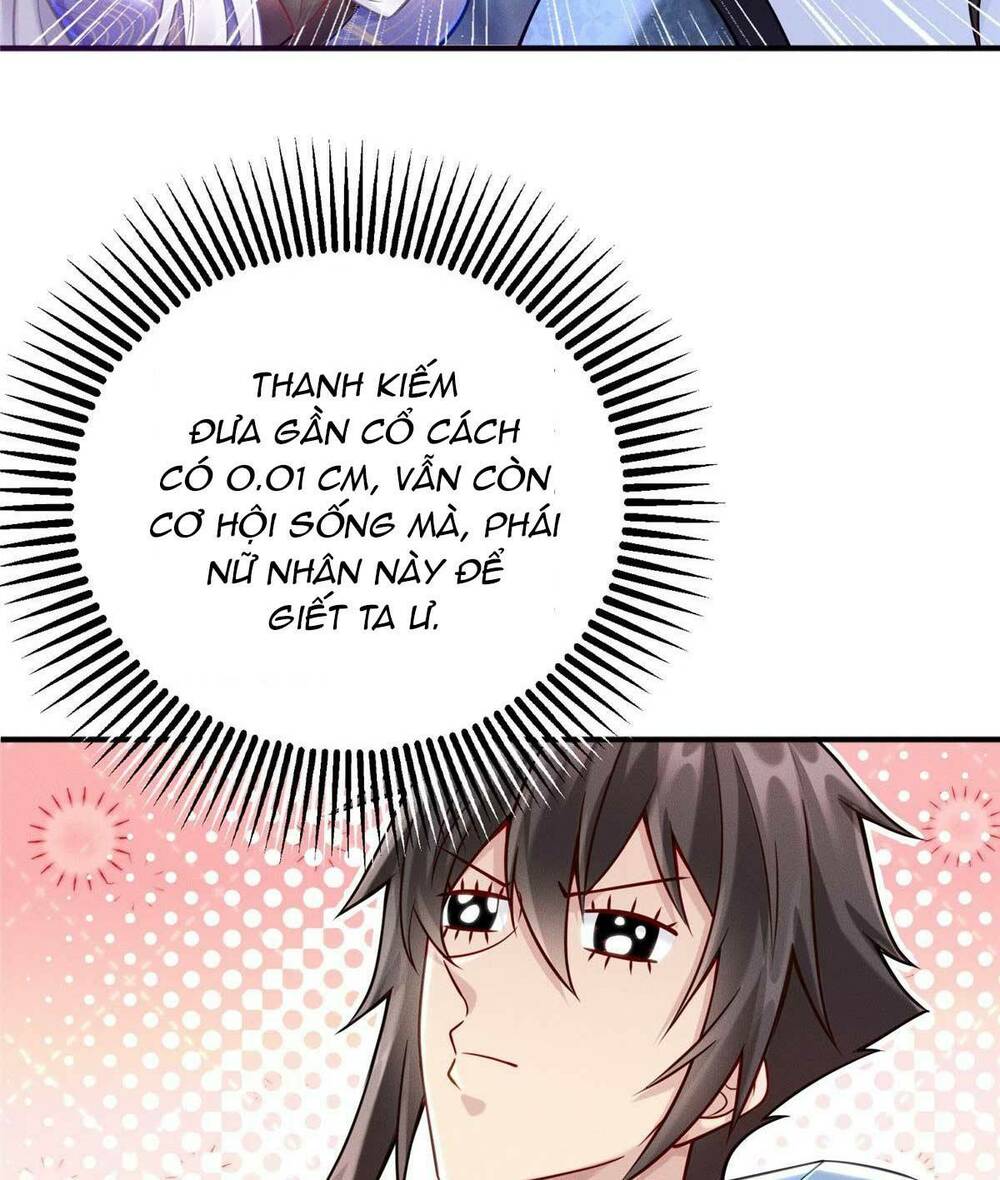 THANH KIẾM
ĐƯA GẦN CỔ CÁCH
CÓ 0.01 CM, VẪN CÒN
CƠ HỘI SỐNG MÀ, PHÁI
NỮ NHÂN NÀY ĐỂ
GIẾT TA Ư.